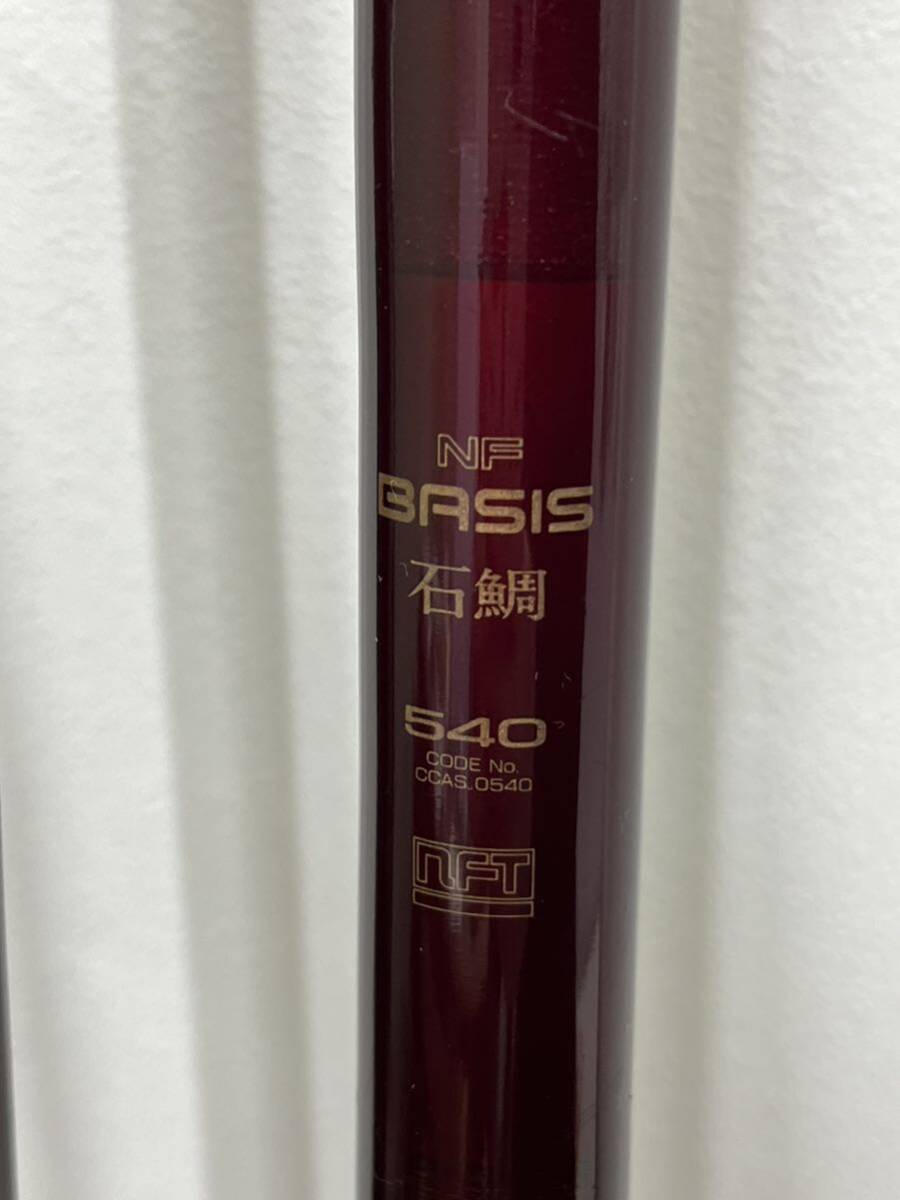 NF
BASIS
石鯛
540
CODE No.
CCAS.0540
NFT